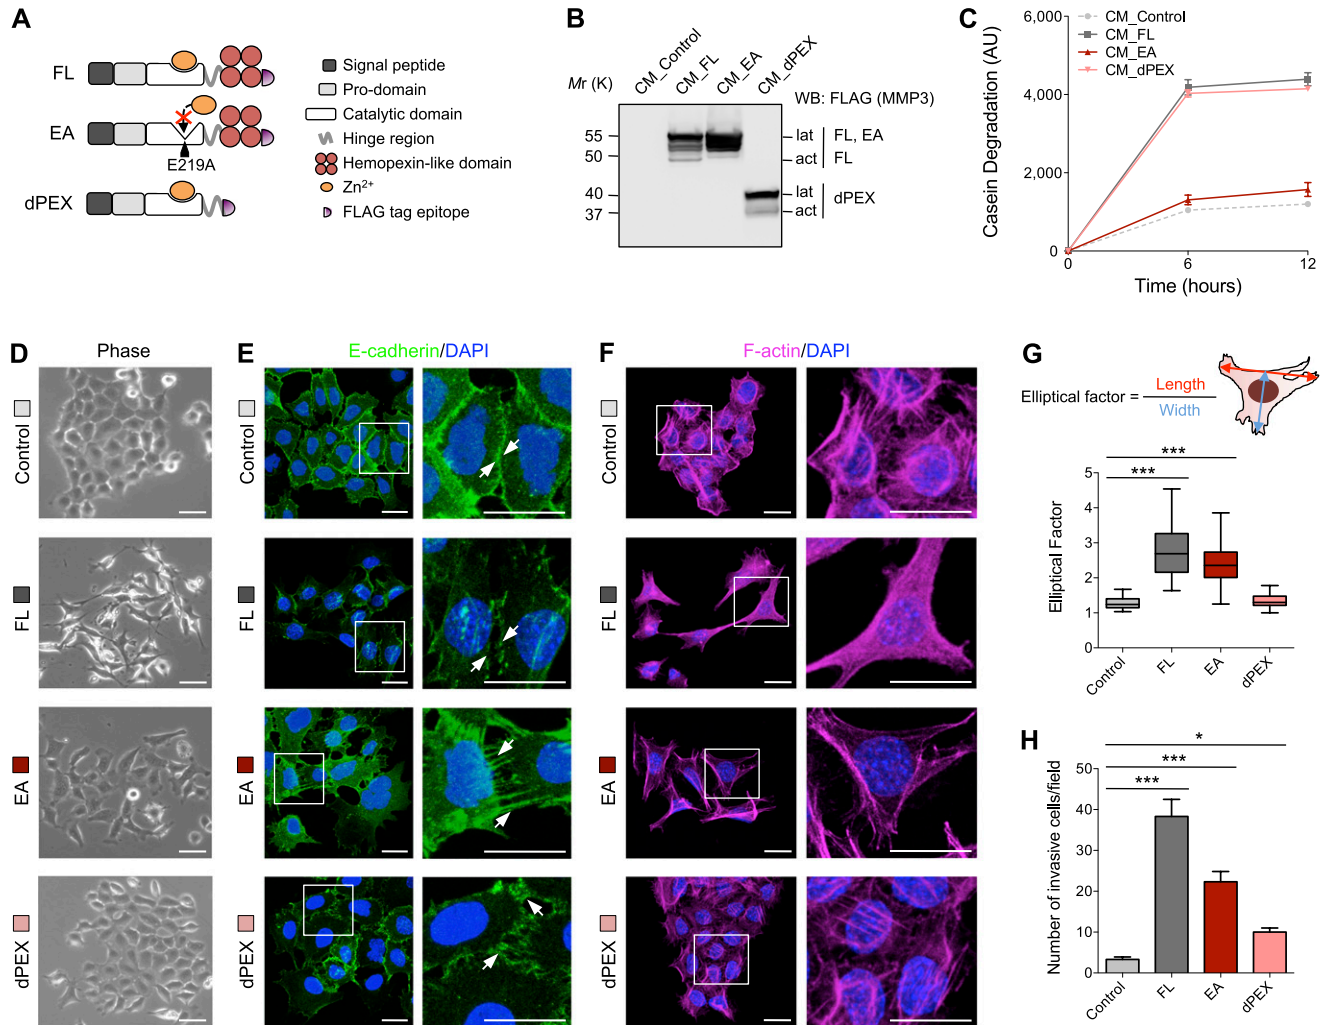 A
FL
EA
E219A
dPEX
Signal peptide
Pro-domain
Catalytic domain
Hinge region
Hemopexin-like domain
Zn2+
FLAG tag epitope
B
CM_Control
CM_FL
CM_EA
CM_dPEX
Mr (K)
WB: FLAG (MMP3)
55
50
40
37
lat
act
FL, EA
FL
lat
act
dPEX
C
CM_Control
CM_FL
CM_EA
CM_dPEX
Casein Degradation (AU)
6,000
4,000
2,000
0
0
6
12
Time (hours)
D
Phase
Control
FL
EA
dPEX
E
E-cadherin/DAPI
Control
FL
EA
dPEX
F
F-actin/DAPI
Control
FL
EA
dPEX
G
Elliptical factor =
Length
Width
***
***
Elliptical Factor
5
4
3
2
1
0
Control
FL
EA
dPEX
H
*
***
***
Number of invasive cells/field
50
40
30
20
10
0
Control
FL
EA
dPEX